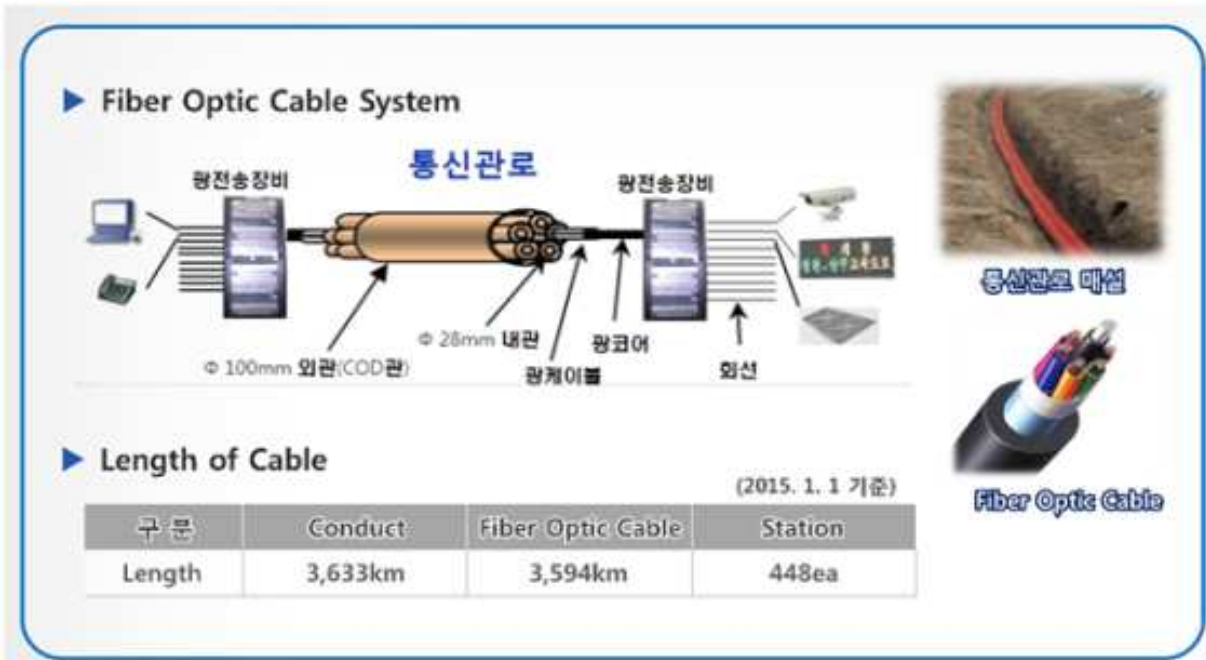 ▶ Fiber Optic Cable System
통신관로
광전송장비
광전송장비
Φ 28mm 내관
광코어
Φ 100mm 외관(COD관)
광케이블
회선
통신관로 매설
Fiber Optic Cable
▶ Length of Cable
(2015. 1. 1 기준)
구 분 Conduct Fiber Optic Cable Station
Length 3,633km 3,594km 448ea